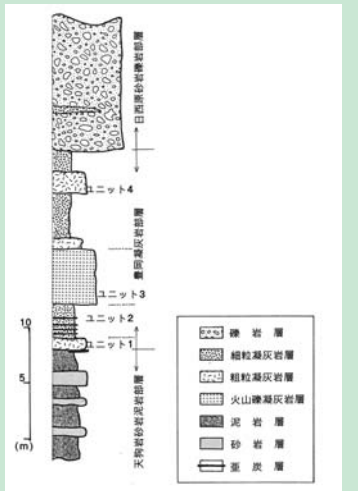 日西原砂岩礫岩部層
ユニット4
豊岡凝灰岩部層
ユニット3
ユニット2
ユニット1
天狗岩砂岩泥岩部層
10
5
(m)
礫岩層
細粒凝灰岩層
粗粒凝灰岩層
火山礫凝灰岩層
泥岩層
砂岩層
亜炭層